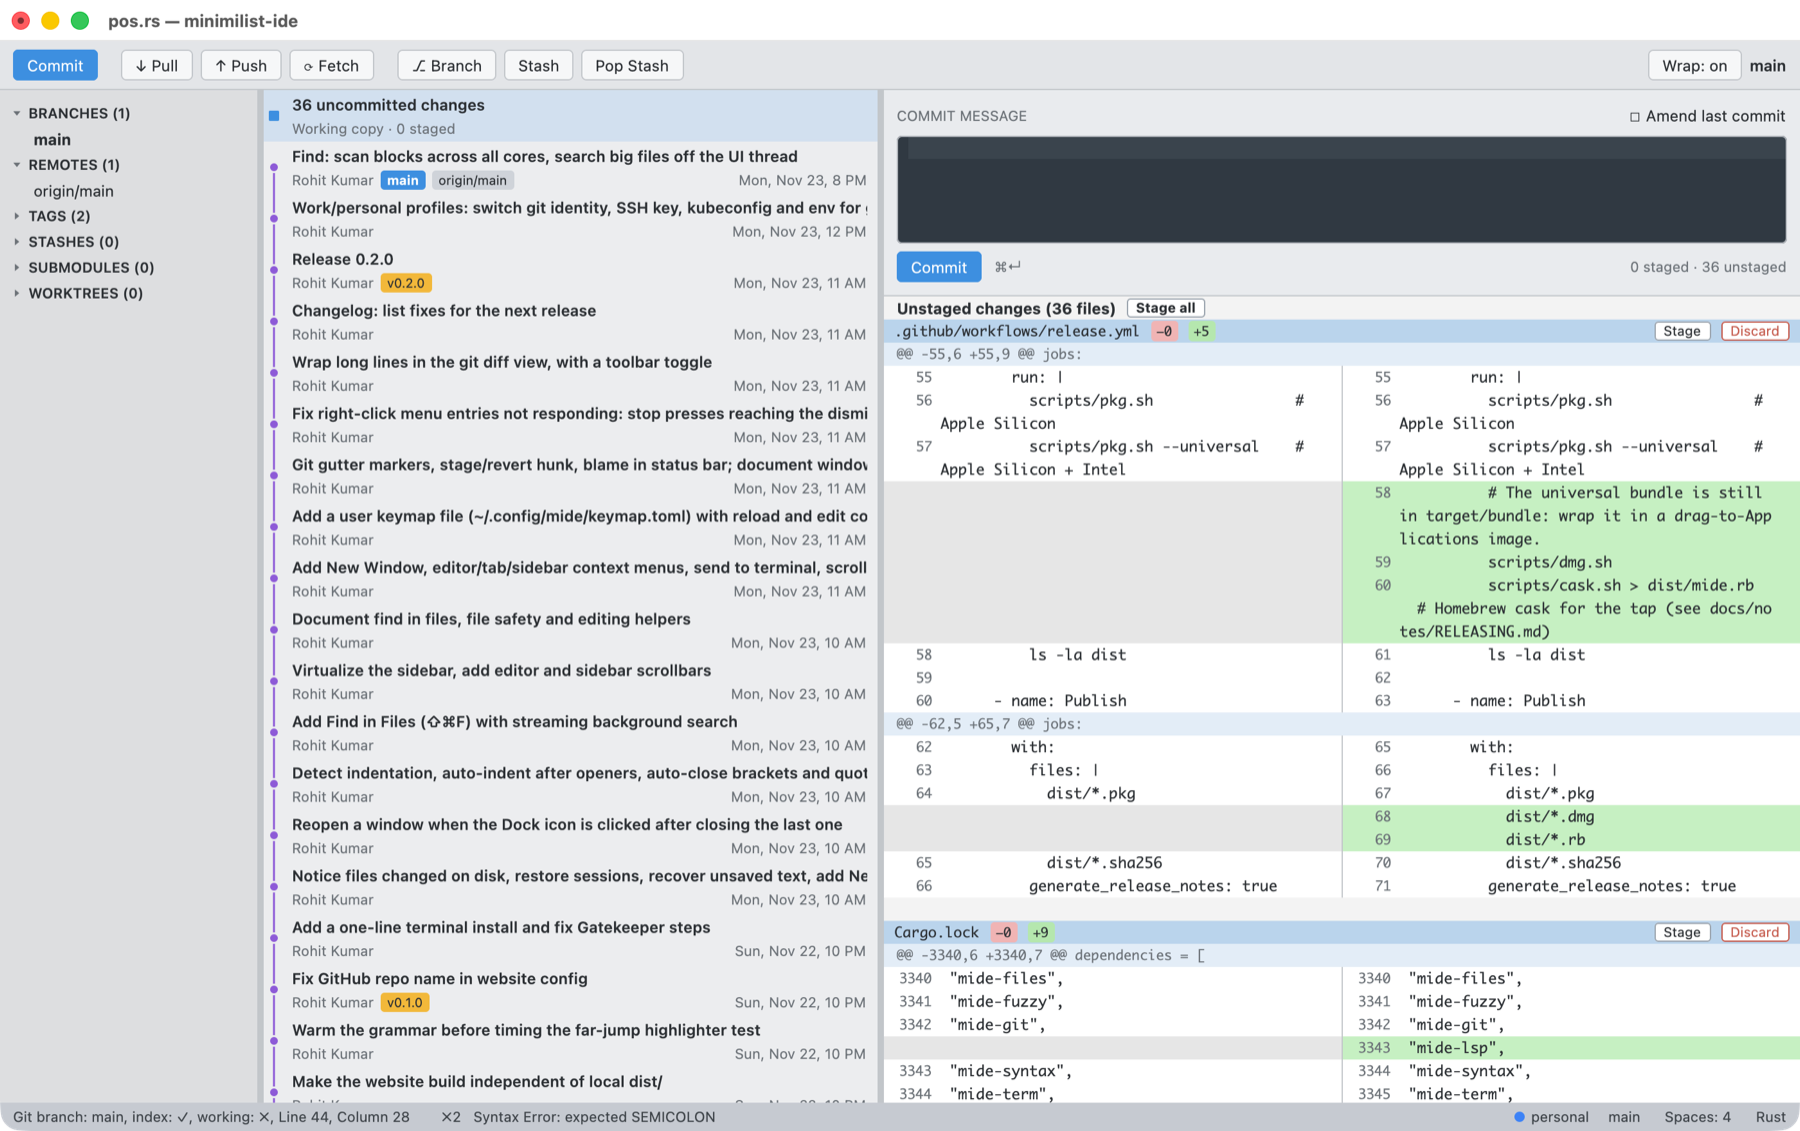 pos.rs — minimilist-ide
Commit ↓ Pull ↑ Push ⟳ Fetch ⎇ Branch Stash Pop Stash Wrap: on main
BRANCHES (1)
main
REMOTES (1)
origin/main
TAGS (2)
STASHES (0)
SUBMODULES (0)
WORKTREES (0)
36 uncommitted changes
Working copy · 0 staged
Find: scan blocks across all cores, search big files off the UI thread
Rohit Kumar main origin/main Mon, Nov 23, 8 PM
Work/personal profiles: switch git identity, SSH key, kubeconfig and env for
Rohit Kumar Mon, Nov 23, 12 PM
Release 0.2.0
Rohit Kumar v0.2.0 Mon, Nov 23, 11 AM
Changelog: list fixes for the next release
Rohit Kumar Mon, Nov 23, 11 AM
Wrap long lines in the git diff view, with a toolbar toggle
Rohit Kumar Mon, Nov 23, 11 AM
Fix right-click menu entries not responding: stop presses reaching the dismi
Rohit Kumar Mon, Nov 23, 11 AM
Git gutter markers, stage/revert hunk, blame in status bar; document window
Rohit Kumar Mon, Nov 23, 11 AM
Add a user keymap file (~/.config/mide/keymap.toml) with reload and edit co
Rohit Kumar Mon, Nov 23, 11 AM
Add New Window, editor/tab/sidebar context menus, send to terminal, scroll
Rohit Kumar Mon, Nov 23, 11 AM
Document find in files, file safety and editing helpers
Rohit Kumar Mon, Nov 23, 10 AM
Virtualize the sidebar, add editor and sidebar scrollbars
Rohit Kumar Mon, Nov 23, 10 AM
Add Find in Files (⇧⌘F) with streaming background search
Rohit Kumar Mon, Nov 23, 10 AM
Detect indentation, auto-indent after openers, auto-close brackets and quot
Rohit Kumar Mon, Nov 23, 10 AM
Reopen a window when the Dock icon is clicked after closing the last one
Rohit Kumar Mon, Nov 23, 10 AM
Notice files changed on disk, restore sessions, recover unsaved text, add Ne
Rohit Kumar Mon, Nov 23, 10 AM
Add a one-line terminal install and fix Gatekeeper steps
Rohit Kumar Sun, Nov 22, 10 PM
Fix GitHub repo name in website config
Rohit Kumar v0.1.0 Sun, Nov 22, 10 PM
Warm the grammar before timing the far-jump highlighter test
Rohit Kumar Sun, Nov 22, 10 PM
Make the website build independent of local dist/
COMMIT MESSAGE Amend last commit
Commit ⌘↵ 0 staged · 36 unstaged
Unstaged changes (36 files) Stage all
.github/workflows/release.yml −0 +5 Stage Discard
@@ -55,6 +55,9 @@ jobs:
55 run: | 55 run: |
56 scripts/pkg.sh # 56 scripts/pkg.sh #
Apple Silicon Apple Silicon
57 scripts/pkg.sh --universal # 57 scripts/pkg.sh --universal #
Apple Silicon + Intel Apple Silicon + Intel
58 # The universal bundle is still
in target/bundle: wrap it in a drag-to-App
lications image.
59 scripts/dmg.sh
60 scripts/cask.sh > dist/mide.rb
# Homebrew cask for the tap (see docs/no
tes/RELEASING.md)
58 ls -la dist 61 ls -la dist
59 62
60 - name: Publish 63 - name: Publish
@@ -62,5 +65,7 @@ jobs:
62 with: 65 with:
63 files: | 66 files: |
64 dist/*.pkg 67 dist/*.pkg
68 dist/*.dmg
69 dist/*.rb
65 dist/*.sha256 70 dist/*.sha256
66 generate_release_notes: true 71 generate_release_notes: true
Cargo.lock −0 +9 Stage Discard
@@ -3340,6 +3340,7 @@ dependencies = [
3340 "mide-files", 3340 "mide-files",
3341 "mide-fuzzy", 3341 "mide-fuzzy",
3342 "mide-git", 3342 "mide-git",
3343 "mide-lsp",
3343 "mide-syntax", 3344 "mide-syntax",
3344 "mide-term", 3345 "mide-term",
Git branch: main, index: ✓, working: ✕, Line 44, Column 28 ✕2 Syntax Error: expected SEMICOLON personal main Spaces: 4 Rust